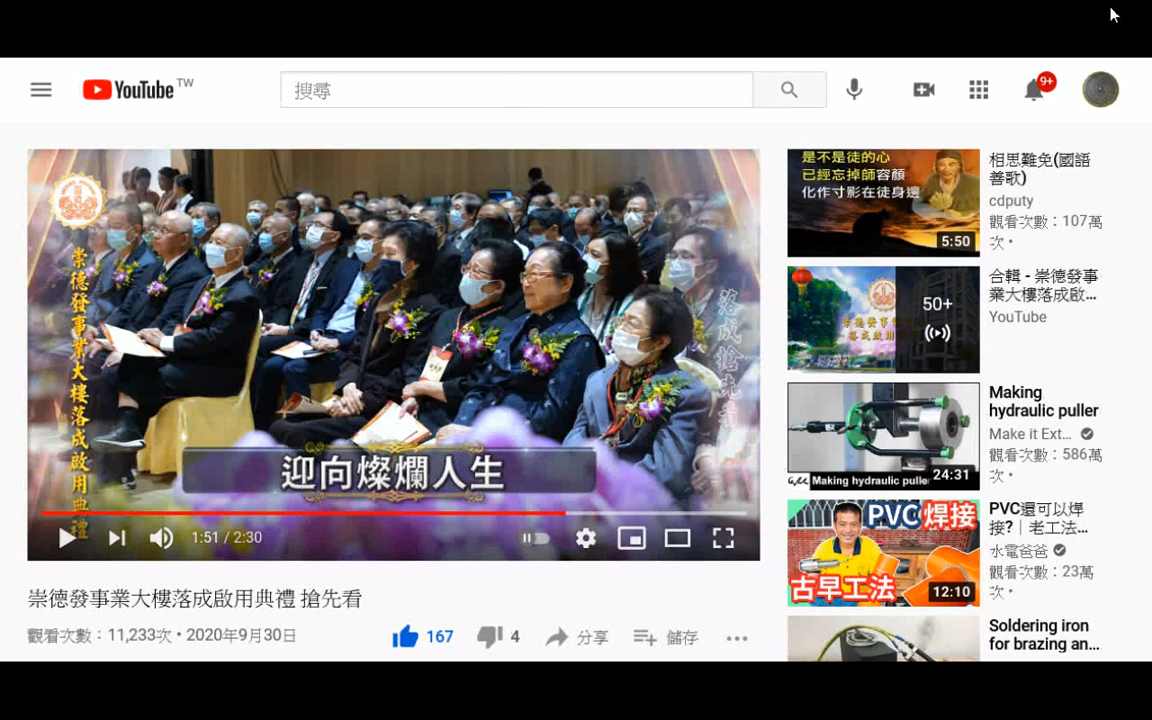 YouTube TW
搜尋
9+
崇德發事業大樓落成啟用典禮
落成搶先看
迎向燦爛人生
1:51 / 2:30
崇德發事業大樓落成啟用典禮 搶先看
觀看次數：11,233次 • 2020年9月30日
167
4
分享
儲存
是不是徒的心
已經忘掉師容顏
化作寸影在徒身邊
5:50
相思難免(國語
善歌)
cdputy
觀看次數：107萬
次 •
50+
合輯 - 崇德發事
業大樓落成啟...
YouTube
Making hydraulic pulle
24:31
Making
hydraulic puller
Make it Ext...
觀看次數：586萬
次 •
PVC焊接
古早工法
12:10
PVC還可以焊
接?｜老工法...
水電爸爸
觀看次數：23萬
次 •
Soldering iron
for brazing an...